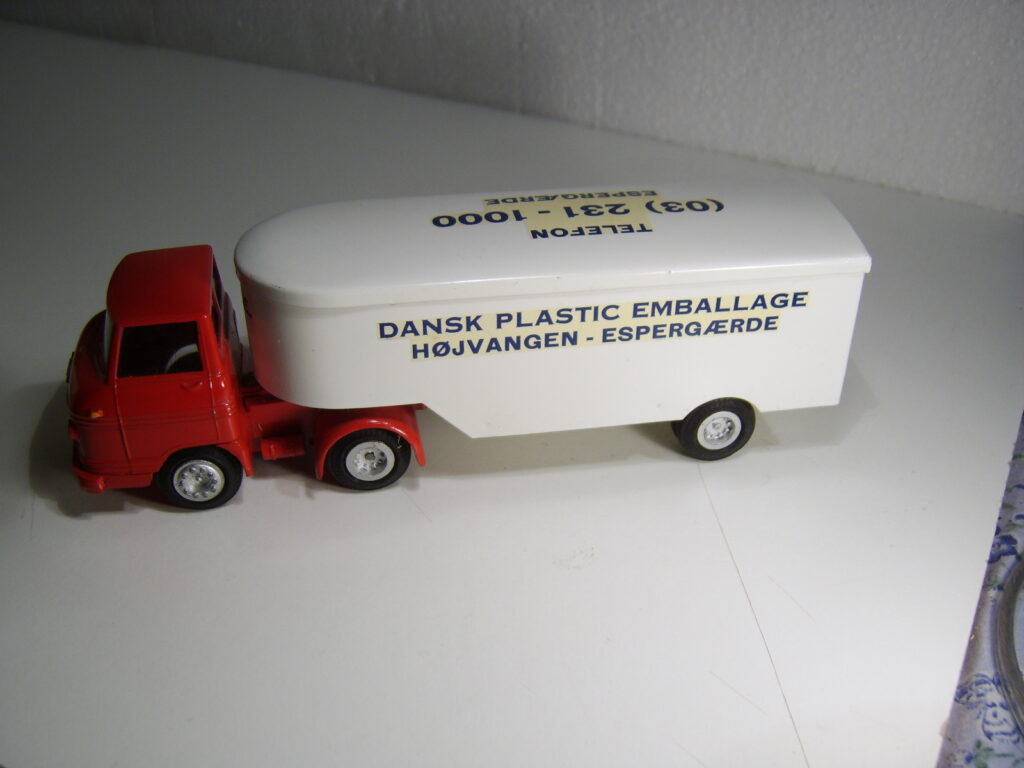 TELEFON
(03) 231 - 1000
ESPERGÆRDE
DANSK PLASTIC EMBALLAGE
HØJVANGEN - ESPERGÆRDE